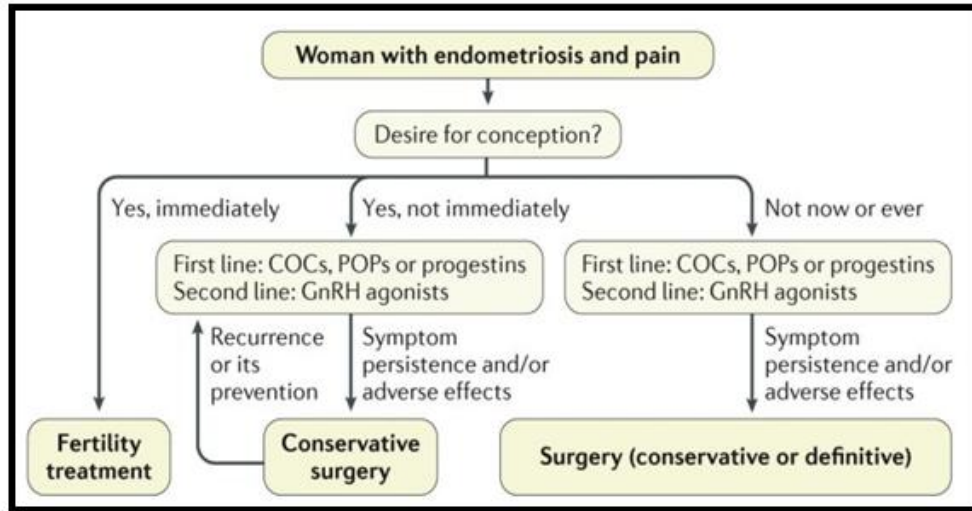 Woman with endometriosis and pain
Desire for conception?
Yes, immediately
Yes, not immediately
Not now or ever
First line: COCs, POPs or progestins
Second line: GnRH agonists
First line: COCs, POPs or progestins
Second line: GnRH agonists
Recurrence
or its
prevention
Symptom
persistence and/or
adverse effects
Symptom
persistence and/or
adverse effects
Fertility
treatment
Conservative
surgery
Surgery (conservative or definitive)